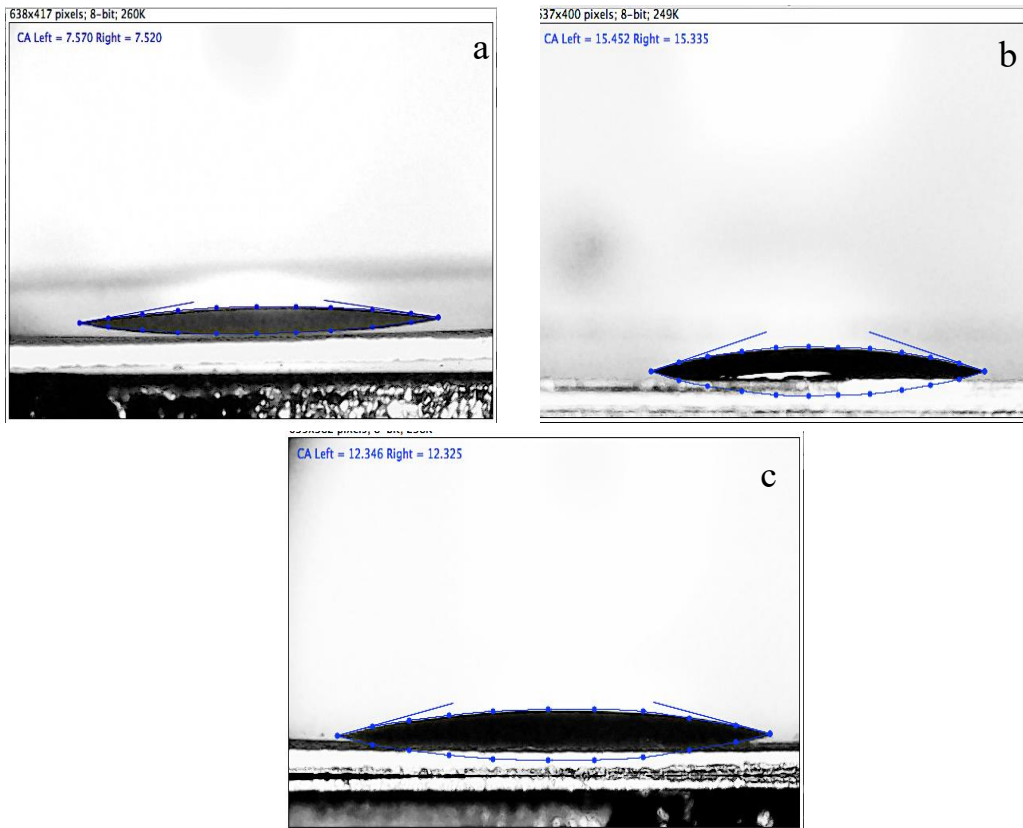 638x417 pixels; 8-bit; 260K
CA Left = 7.570 Right = 7.520
a
537x400 pixels; 8-bit; 249K
CA Left = 15.452 Right = 15.335
b
CA Left = 12.346 Right = 12.325
c